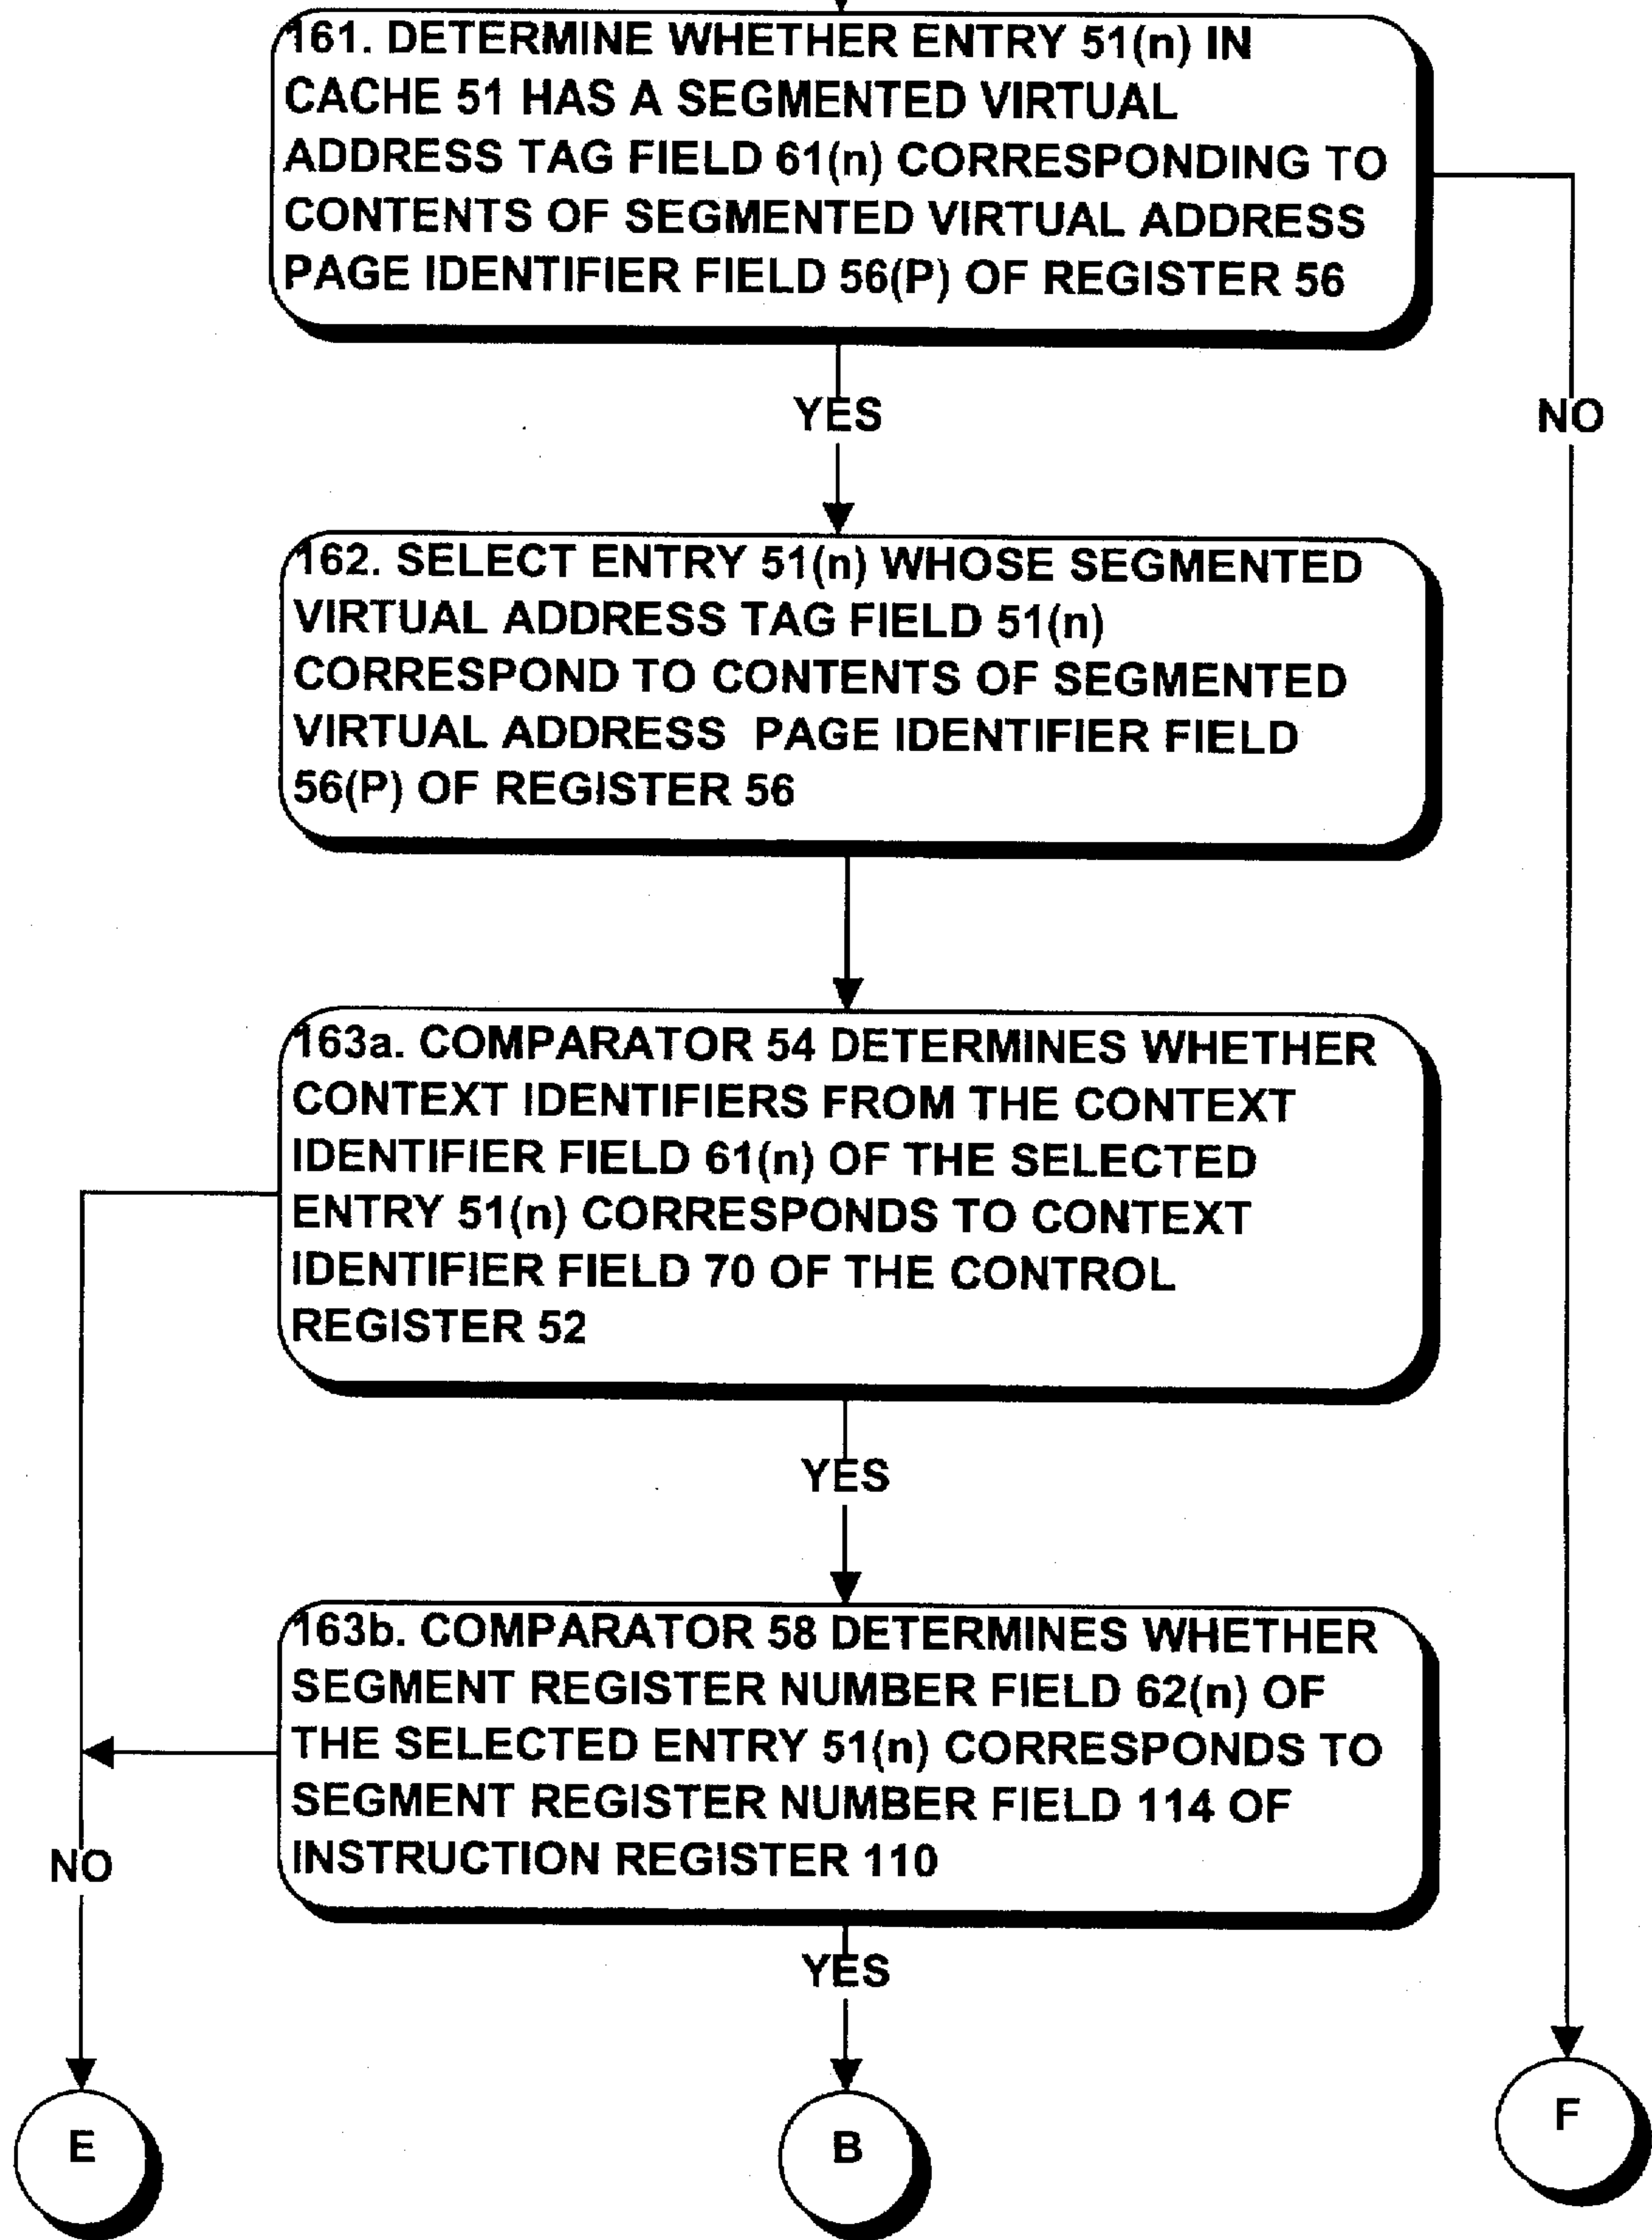 161. DETERMINE WHETHER ENTRY 51(n) IN
CACHE 51 HAS A SEGMENTED VIRTUAL
ADDRESS TAG FIELD 61(n) CORRESPONDING TO
CONTENTS OF SEGMENTED VIRTUAL ADDRESS
PAGE IDENTIFIER FIELD 56(P) OF REGISTER 56
YES
NO
162. SELECT ENTRY 51(n) WHOSE SEGMENTED
VIRTUAL ADDRESS TAG FIELD 51(n)
CORRESPOND TO CONTENTS OF SEGMENTED
VIRTUAL ADDRESS PAGE IDENTIFIER FIELD
56(P) OF REGISTER 56
163a. COMPARATOR 54 DETERMINES WHETHER
CONTEXT IDENTIFIERS FROM THE CONTEXT
IDENTIFIER FIELD 61(n) OF THE SELECTED
ENTRY 51(n) CORRESPONDS TO CONTEXT
IDENTIFIER FIELD 70 OF THE CONTROL
REGISTER 52
YES
163b. COMPARATOR 58 DETERMINES WHETHER
SEGMENT REGISTER NUMBER FIELD 62(n) OF
THE SELECTED ENTRY 51(n) CORRESPONDS TO
SEGMENT REGISTER NUMBER FIELD 114 OF
INSTRUCTION REGISTER 110
NO
YES
E
B
F